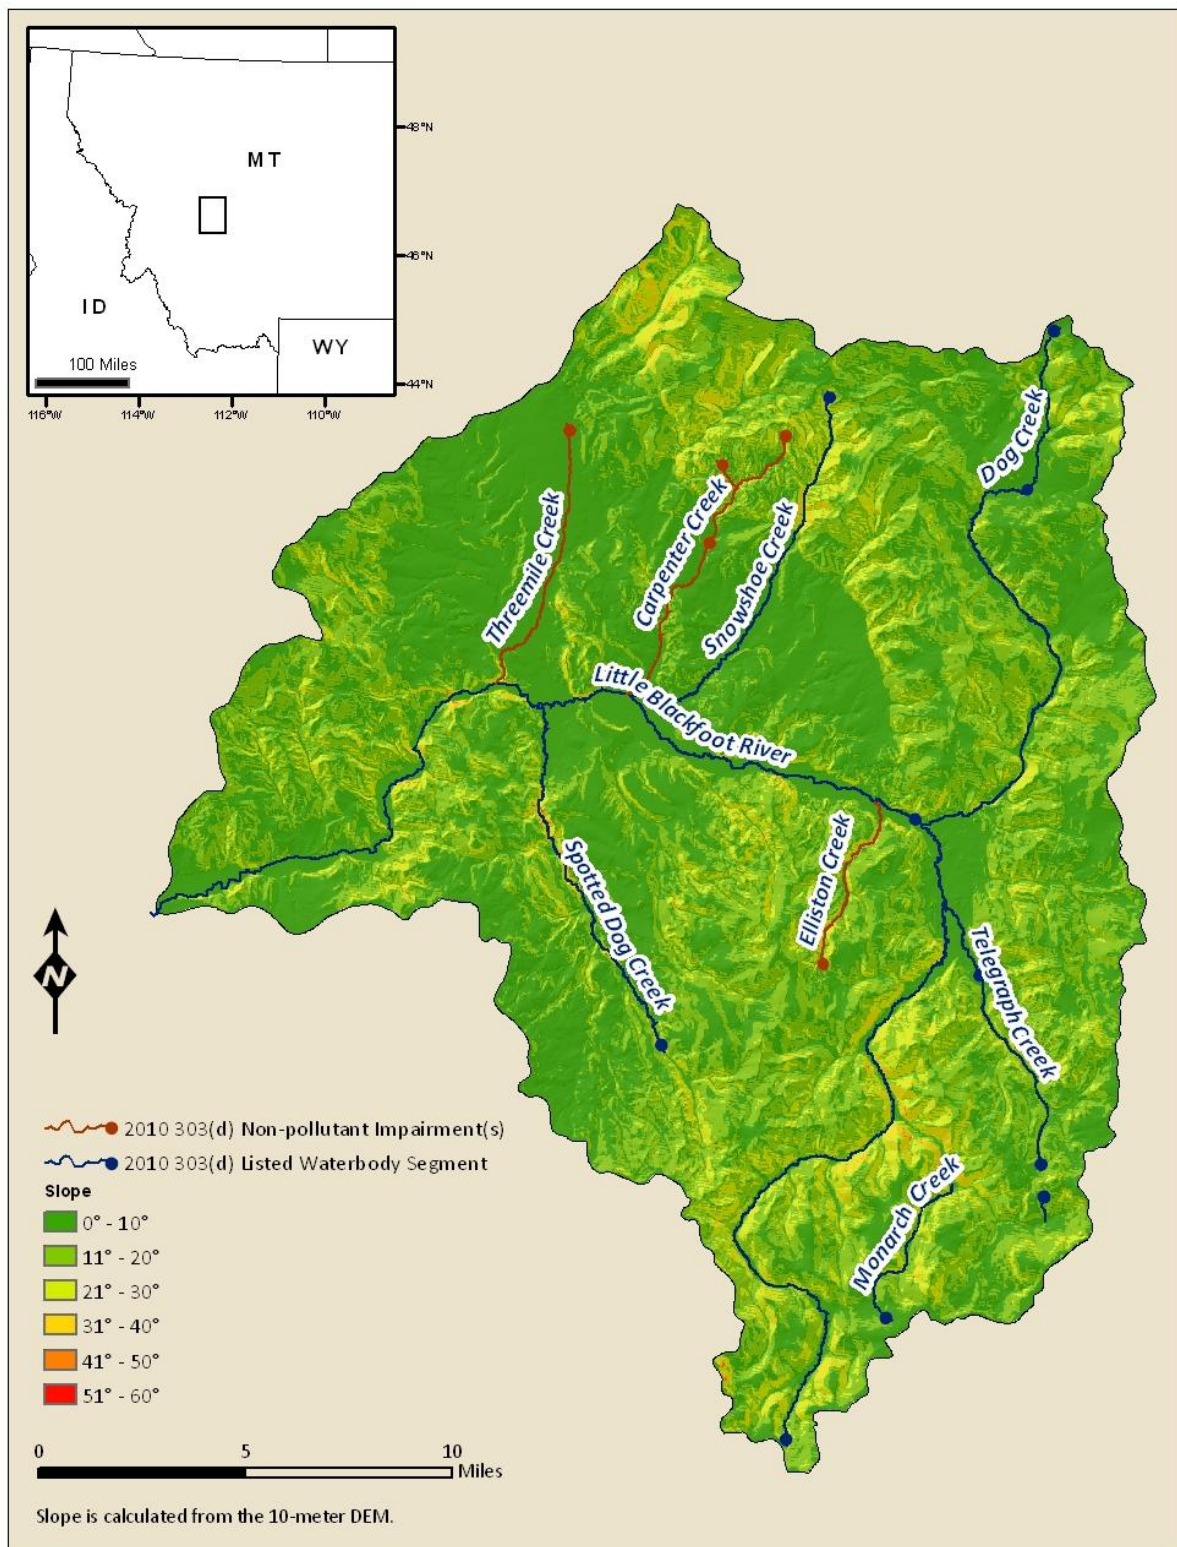 MT
ID
WY
100 Miles
48°N
46°N
44°N
116°W
114°W
112°W
110°W
Dog Creek
Threemile Creek
Carpenter Creek
Snowshoe Creek
Little Blackfoot River
Spotted Dog Creek
Elliston Creek
Telegraph Creek
Monarch Creek
N
2010 303(d) Non-pollutant Impairment(s)
2010 303(d) Listed Waterbody Segment
Slope
0° - 10°
11° - 20°
21° - 30°
31° - 40°
41° - 50°
51° - 60°
0 5 10
Miles
Slope is calculated from the 10-meter DEM.